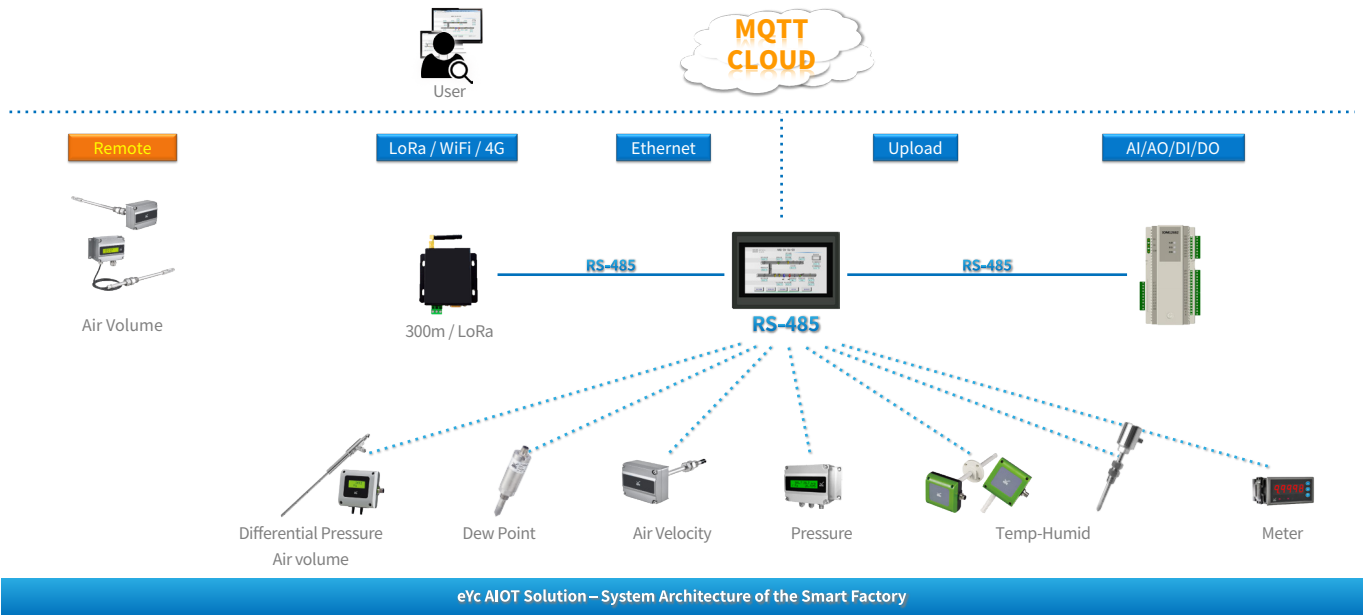 MQTT
CLOUD
User
Remote
LoRa / WiFi / 4G
Ethernet
Upload
AI/AO/DI/DO
RS-485
RS-485
RS-485
Air Volume
300m / LoRa
Differential Pressure
Air volume
Dew Point
Air Velocity
Pressure
Temp-Humid
Meter
eYc AIOT Solution – System Architecture of the Smart Factory